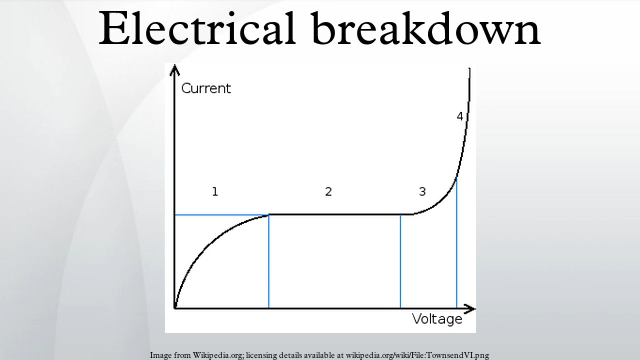 Electrical breakdown
Current
4
1 2 3
Voltage
Image from Wikipedia.org; licensing details available at wikipedia.org/wiki/File:TownsendVI.png